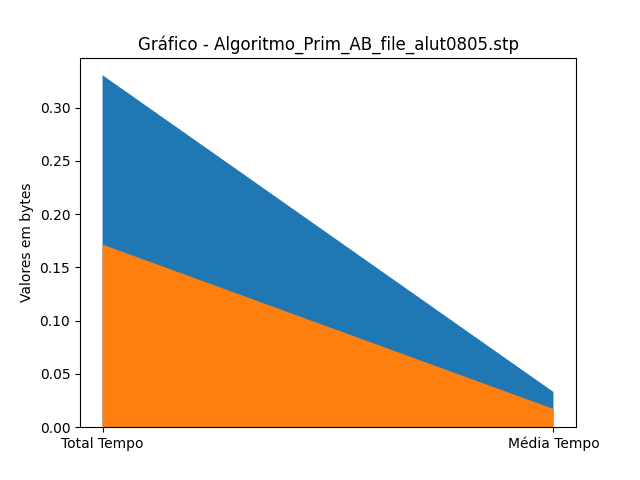 Gráfico - Algoritmo_Prim_AB_file_alut0805.stp
Valores em bytes
0.30
0.25
0.20
0.15
0.10
0.05
0.00
Total Tempo
Média Tempo